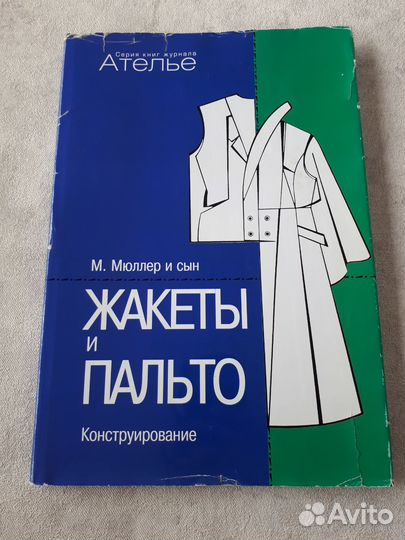 Серия книг журнала
Ателье
М. Мюллер и сын
ЖАКЕТЫ
и
ПАЛЬТО
Конструирование
Avito